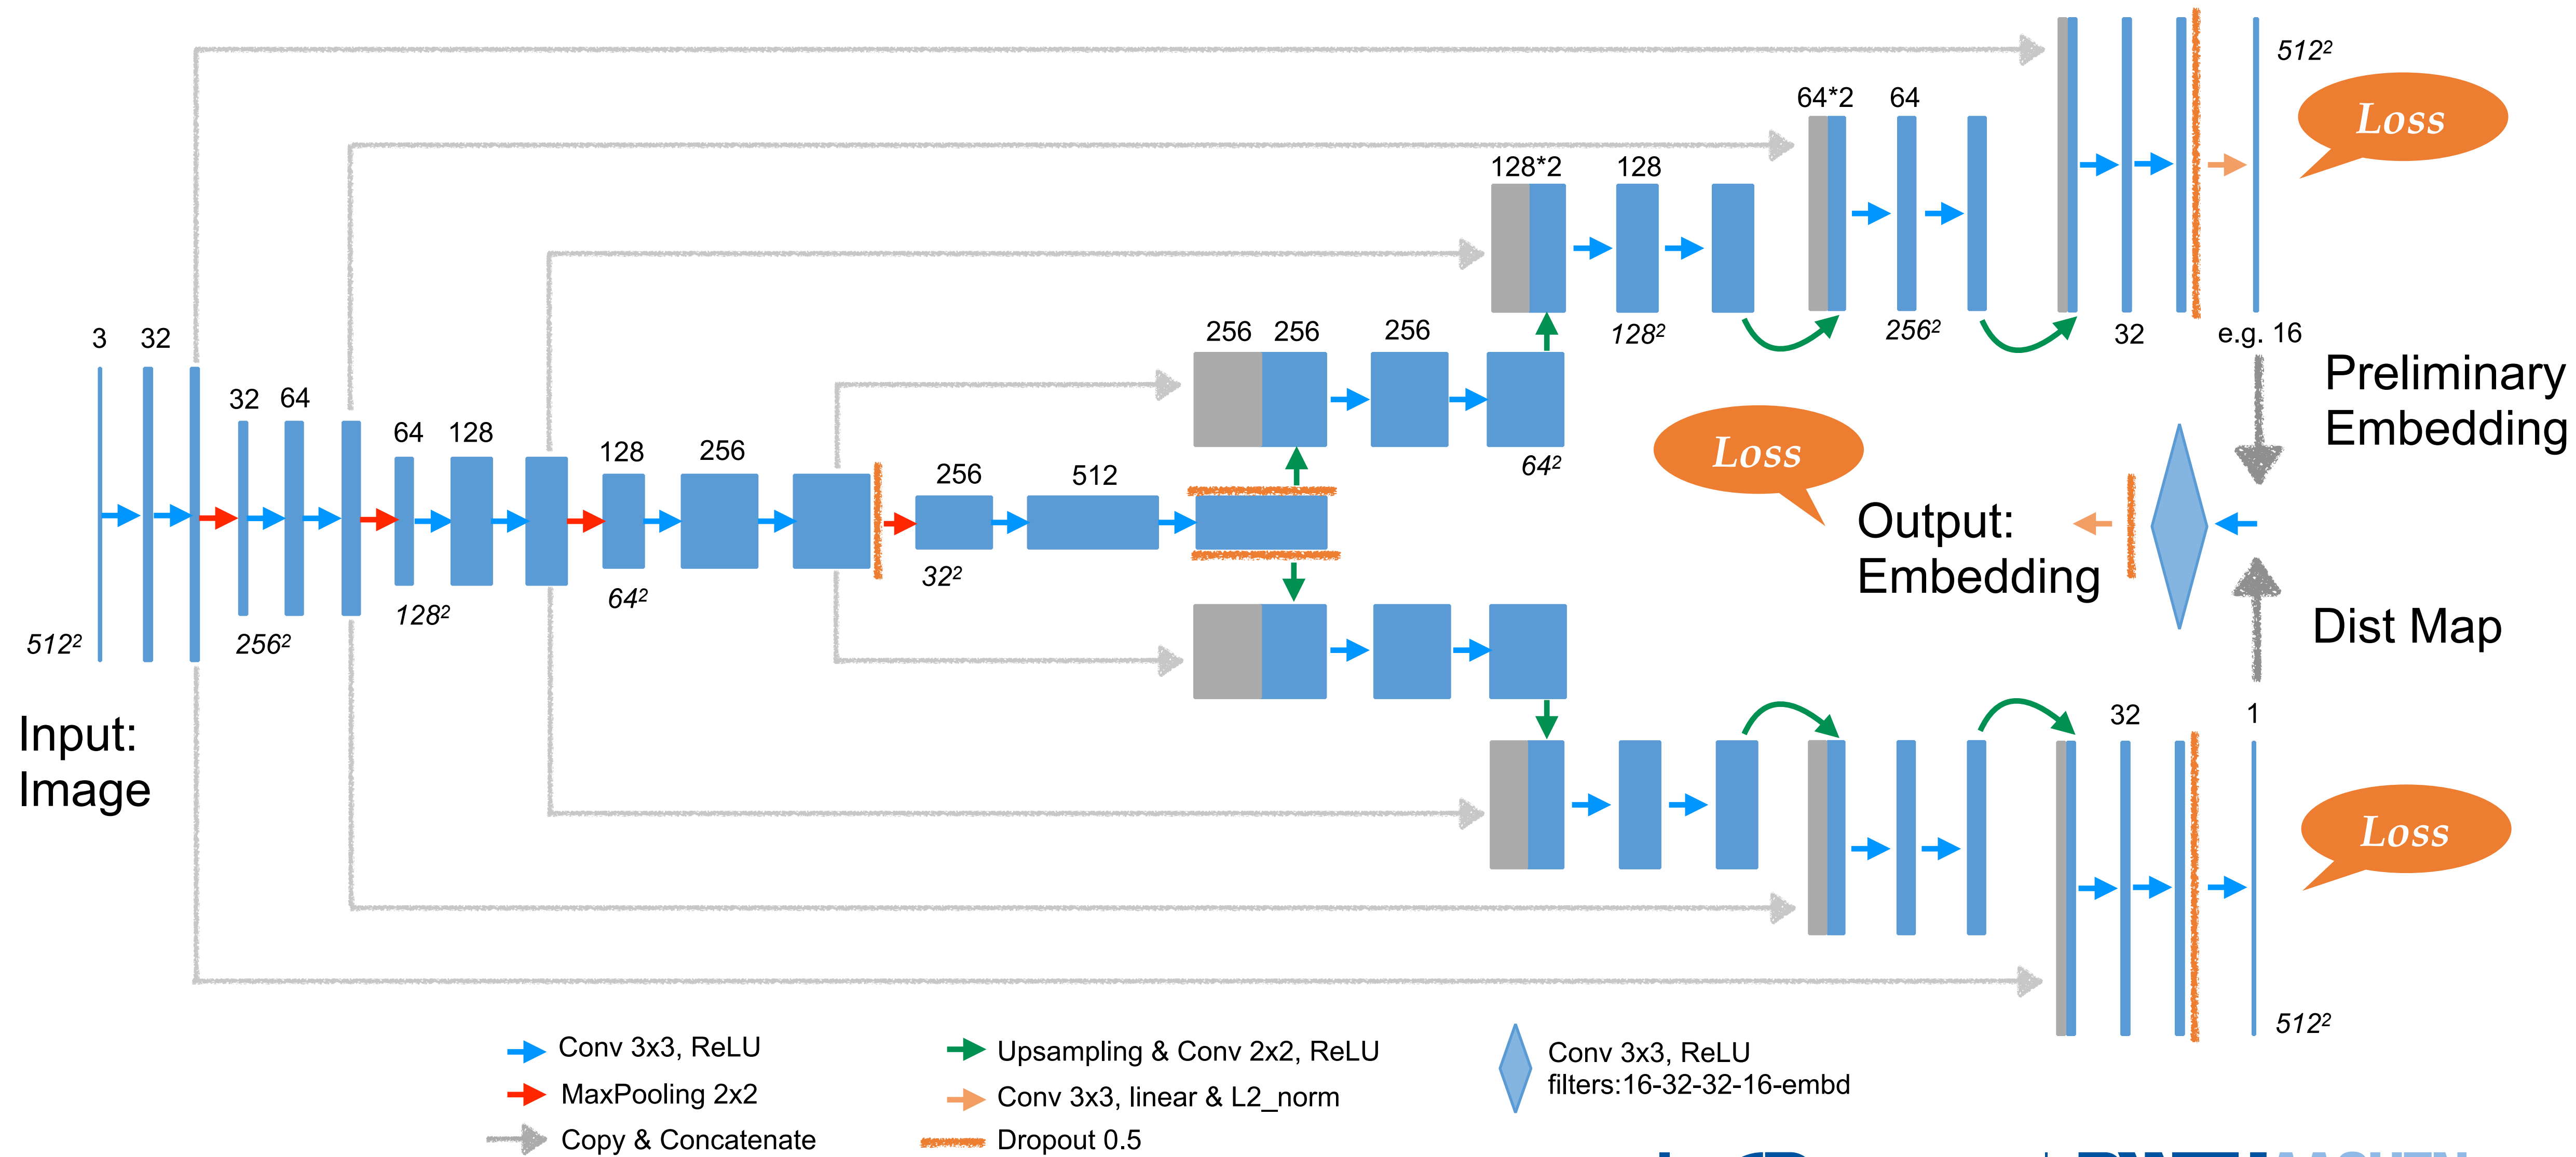 512²
Loss
64*2 64
128*2 128
3 32
256 256 256
128²
256²
32
e.g. 16
Preliminary
Embedding
32 64
64 128
128 256
Loss
64²
256 512
Output:
Embedding
32²
64²
128²
256²
512²
Dist Map
Input:
Image
32
1
Loss
512²
Conv 3x3, ReLU
MaxPooling 2x2
Copy & Concatenate
Upsampling & Conv 2x2, ReLU
Conv 3x3, linear & L2_norm
Dropout 0.5
Conv 3x3, ReLU
filters:16-32-32-16-embd